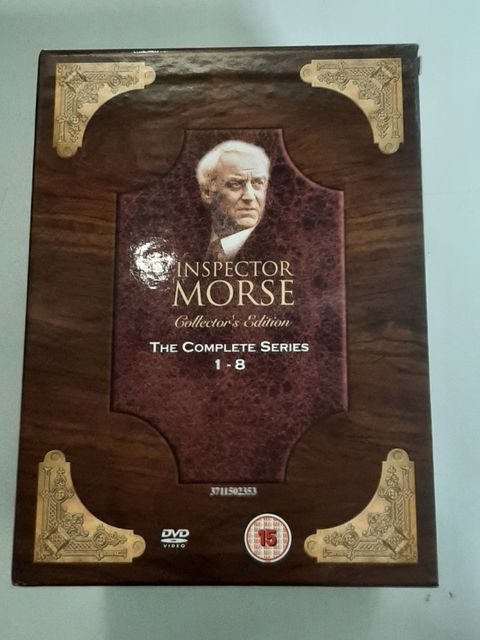 INSPECTOR
MORSE
Collector's Edition
THE COMPLETE SERIES
1 - 8
3711502353
DVD
VIDEO
15